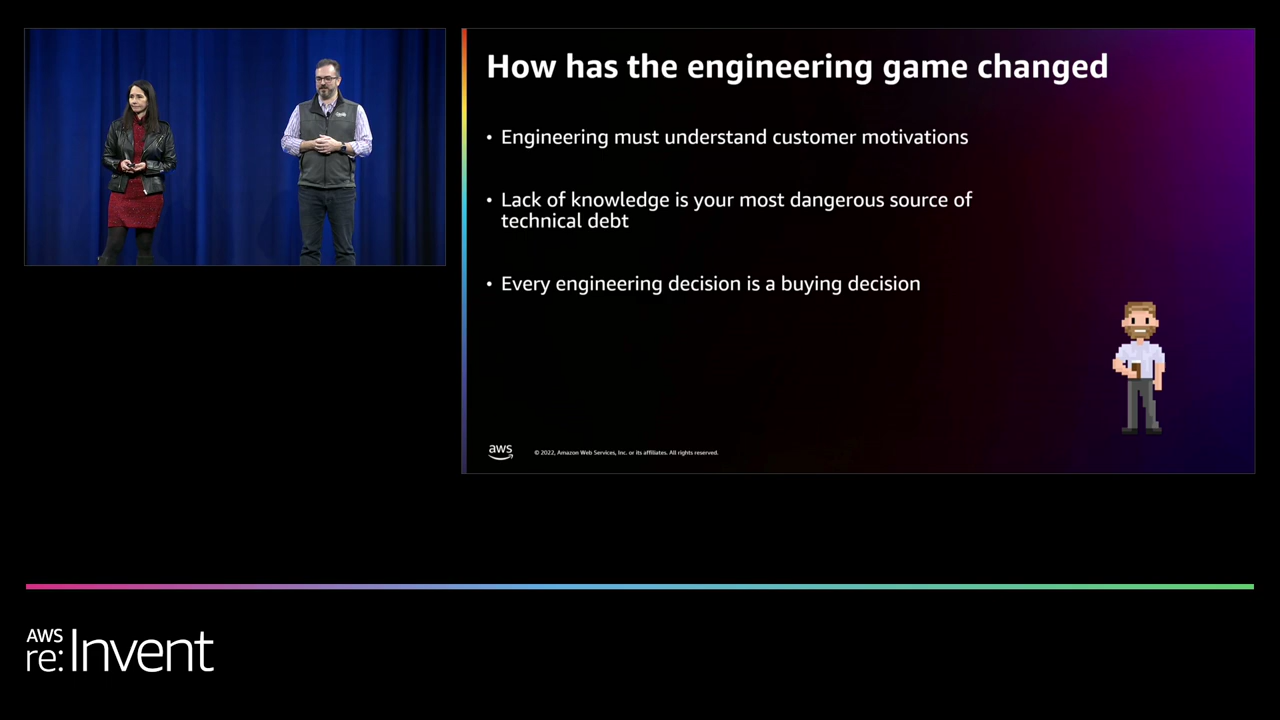 How has the engineering game changed
• Engineering must understand customer motivations
• Lack of knowledge is your most dangerous source of
technical debt
• Every engineering decision is a buying decision
aws
© 2022, Amazon Web Services, Inc. or its affiliates. All rights reserved.
AWS
re:Invent